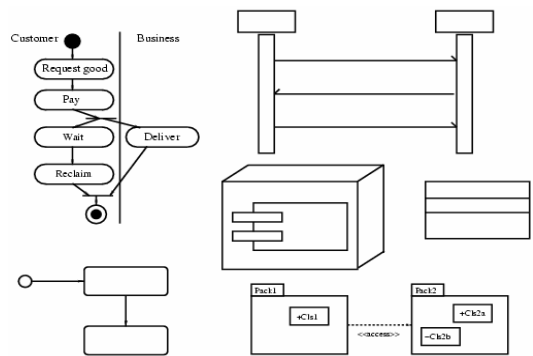 Customer
Business
Request good
Pay
Wait
Deliver
Reclaim
Pack1
+Cls1
<<access>>
Pack2
+Cls2a
−Cls2b